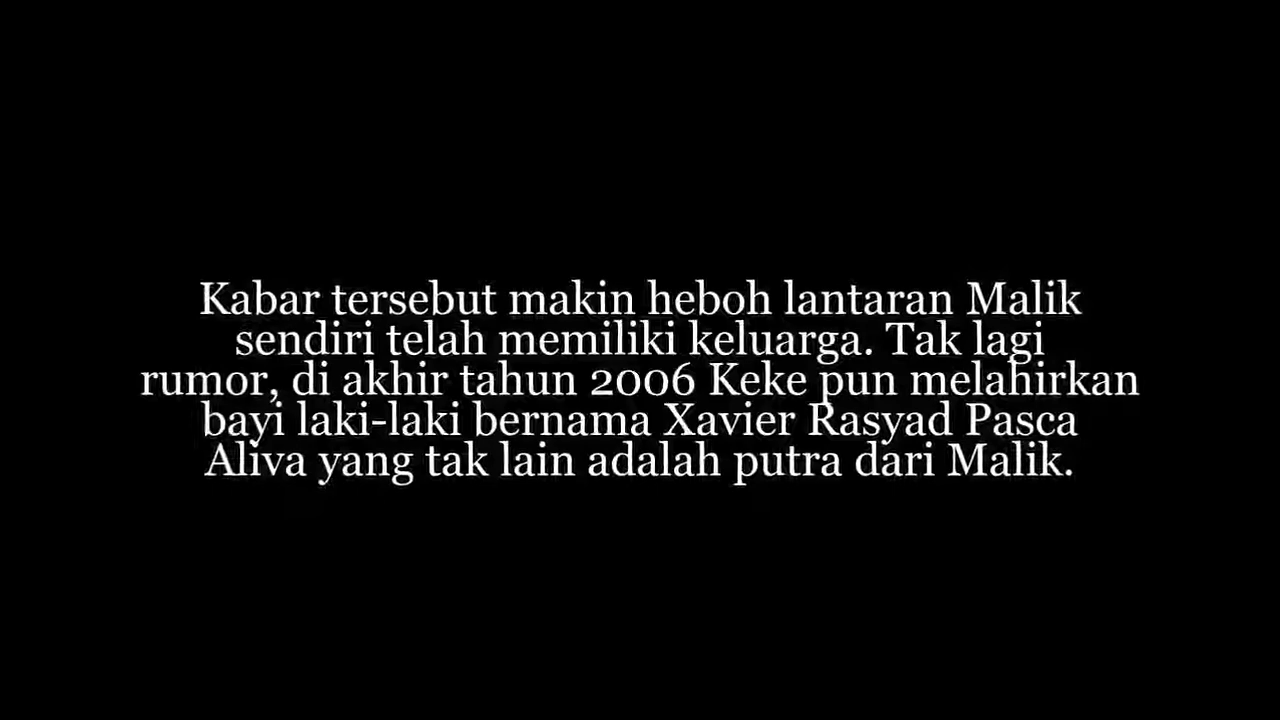 Kabar tersebut makin heboh lantaran Malik
sendiri telah memiliki keluarga. Tak lagi
rumor, di akhir tahun 2006 Keke pun melahirkan
bayi laki-laki bernama Xavier Rasyad Pasca
Aliva yang tak lain adalah putra dari Malik.